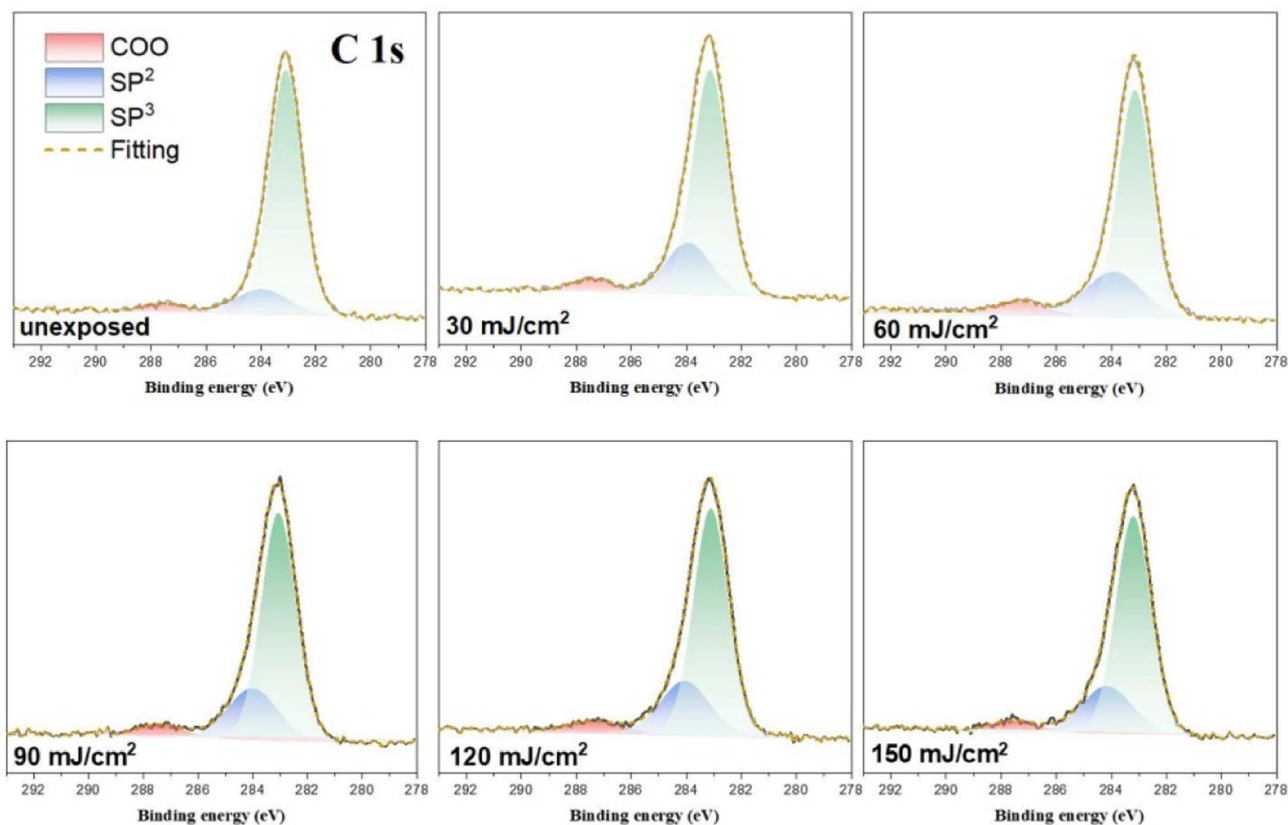 COO
SP²
SP³
Fitting
C 1s
unexposed
292 290 288 286 284 282 280 278
Binding energy (eV)
30 mJ/cm²
292 290 288 286 284 282 280 278
Binding energy (eV)
60 mJ/cm²
292 290 288 286 284 282 280 278
Binding energy (eV)
90 mJ/cm²
292 290 288 286 284 282 280 278
Binding energy (eV)
120 mJ/cm²
292 290 288 286 284 282 280 278
Binding energy (eV)
150 mJ/cm²
292 290 288 286 284 282 280 278
Binding energy (eV)